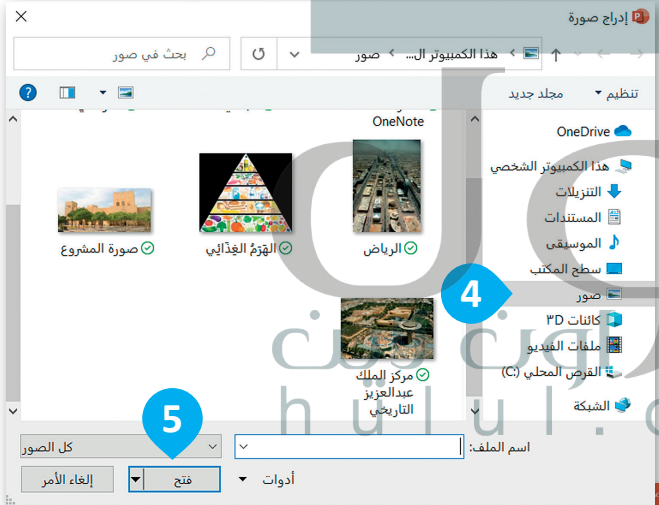 إدراج صورة
هذا الكمبيوتر ال... › صور
بحث في صور
تنظيم
مجلد جديد
?
OneDrive
هذا الكمبيوتر الشخصي
التنزيلات
المستندات
الموسيقى
سطح المكتب
صور
كائنات ٣D
ملفات الفيديو
القرص المحلي (C:)
الشبكة
4
OneNote
الرياض
الهَرَمُ الغِذَائِي
صورة المشروع
مركز الملك
عبدالعزيز
التاريخي
5
اسم الملف:
كل الصور
أدوات
فتح
إلغاء الأمر
hulul.o